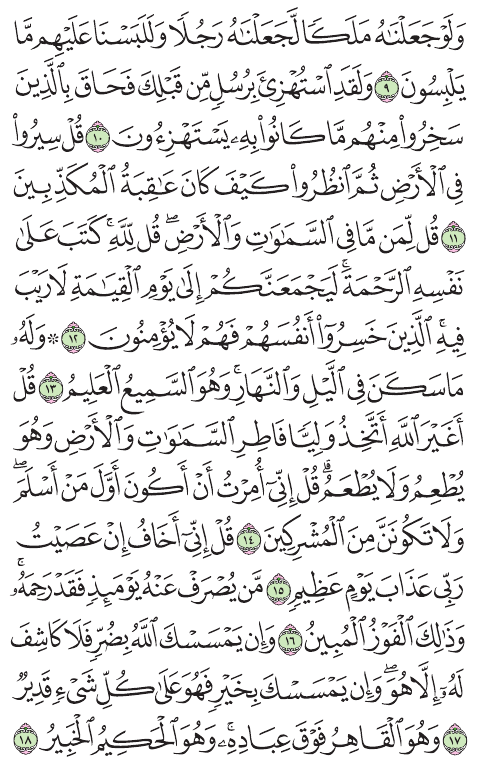 وَلَوْ جَعَلْنَٰهُ مَلَكًا لَّجَعَلْنَٰهُ رَجُلًا وَلَلَبَسْنَا عَلَيْهِم مَّا
يَلْبِسُونَ ٩ وَلَقَدِ ٱسْتُهْزِئَ بِرُسُلٍ مِّن قَبْلِكَ فَحَاقَ بِٱلَّذِينَ
سَخِرُوا۟ مِنْهُم مَّا كَانُوا۟ بِهِۦ يَسْتَهْزِءُونَ ١٠ قُلْ سِيرُوا۟
فِى ٱلْأَرْضِ ثُمَّ ٱنظُرُوا۟ كَيْفَ كَانَ عَٰقِبَةُ ٱلْمُكَذِّبِينَ
١١ قُل لِّمَن مَّا فِى ٱلسَّمَٰوَٰتِ وَٱلْأَرْضِ ۖ قُل لِّلَّهِ ۚ كَتَبَ عَلَىٰ
نَفْسِهِ ٱلرَّحْمَةَ ۚ لَيَجْمَعَنَّكُمْ إِلَىٰ يَوْمِ ٱلْقِيَٰمَةِ لَا رَيْبَ
فِيهِ ۚ ٱلَّذِينَ خَسِرُوٓا۟ أَنفُسَهُمْ فَهُمْ لَا يُؤْمِنُونَ ١٢ ۞ وَلَهُۥ
مَا سَكَنَ فِى ٱلَّيْلِ وَٱلنَّهَارِ ۚ وَهُوَ ٱلسَّمِيعُ ٱلْعَلِيمُ ١٣ قُلْ
أَغَيْرَ ٱللَّهِ أَتَّخِذُ وَلِيًّا فَاطِرِ ٱلسَّمَٰوَٰتِ وَٱلْأَرْضِ وَهُوَ
يُطْعِمُ وَلَا يُطْعَمُ ۗ قُلْ إِنِّىٓ أُمِرْتُ أَنْ أَكُونَ أَوَّلَ مَنْ أَسْلَمَ ۖ
وَلَا تَكُونَنَّ مِنَ ٱلْمُشْرِكِينَ ١٤ قُلْ إِنِّىٓ أَخَافُ إِنْ عَصَيْتُ
رَبِّى عَذَابَ يَوْمٍ عَظِيمٍ ١٥ مَّن يُصْرَفْ عَنْهُ يَوْمَئِذٍ فَقَدْ رَحِمَهُۥ ۚ
وَذَٰلِكَ ٱلْفَوْزُ ٱلْمُبِينُ ١٦ وَإِن يَمْسَسْكَ ٱللَّهُ بِضُرٍّ فَلَا كَاشِفَ
لَهُۥٓ إِلَّا هُوَ ۖ وَإِن يَمْسَسْكَ بِخَيْرٍ فَهُوَ عَلَىٰ كُلِّ شَىْءٍ قَدِيرٌ
١٧ وَهُوَ ٱلْقَاهِرُ فَوْقَ عِبَادِهِۦ ۚ وَهُوَ ٱلْحَكِيمُ ٱلْخَبِيرُ ١٨